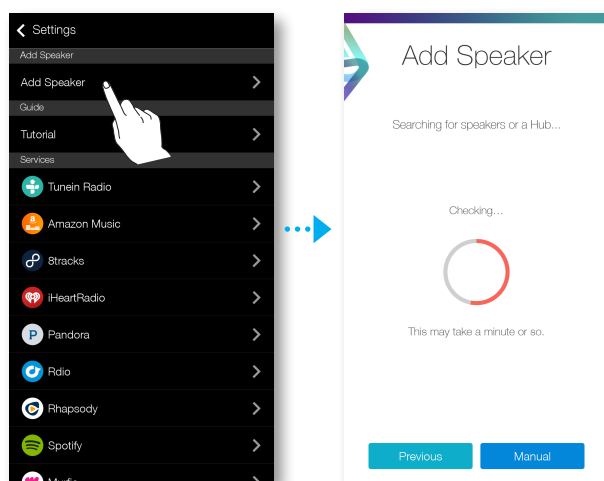 Settings
Add Speaker
Add Speaker
Guide
Tutorial
Services
Tunein Radio
Amazon Music
8tracks
iHeartRadio
Pandora
Rdio
Rhapsody
Spotify
Add Speaker
Searching for speakers or a Hub...
Checking...
This may take a minute or so.
Previous
Manual